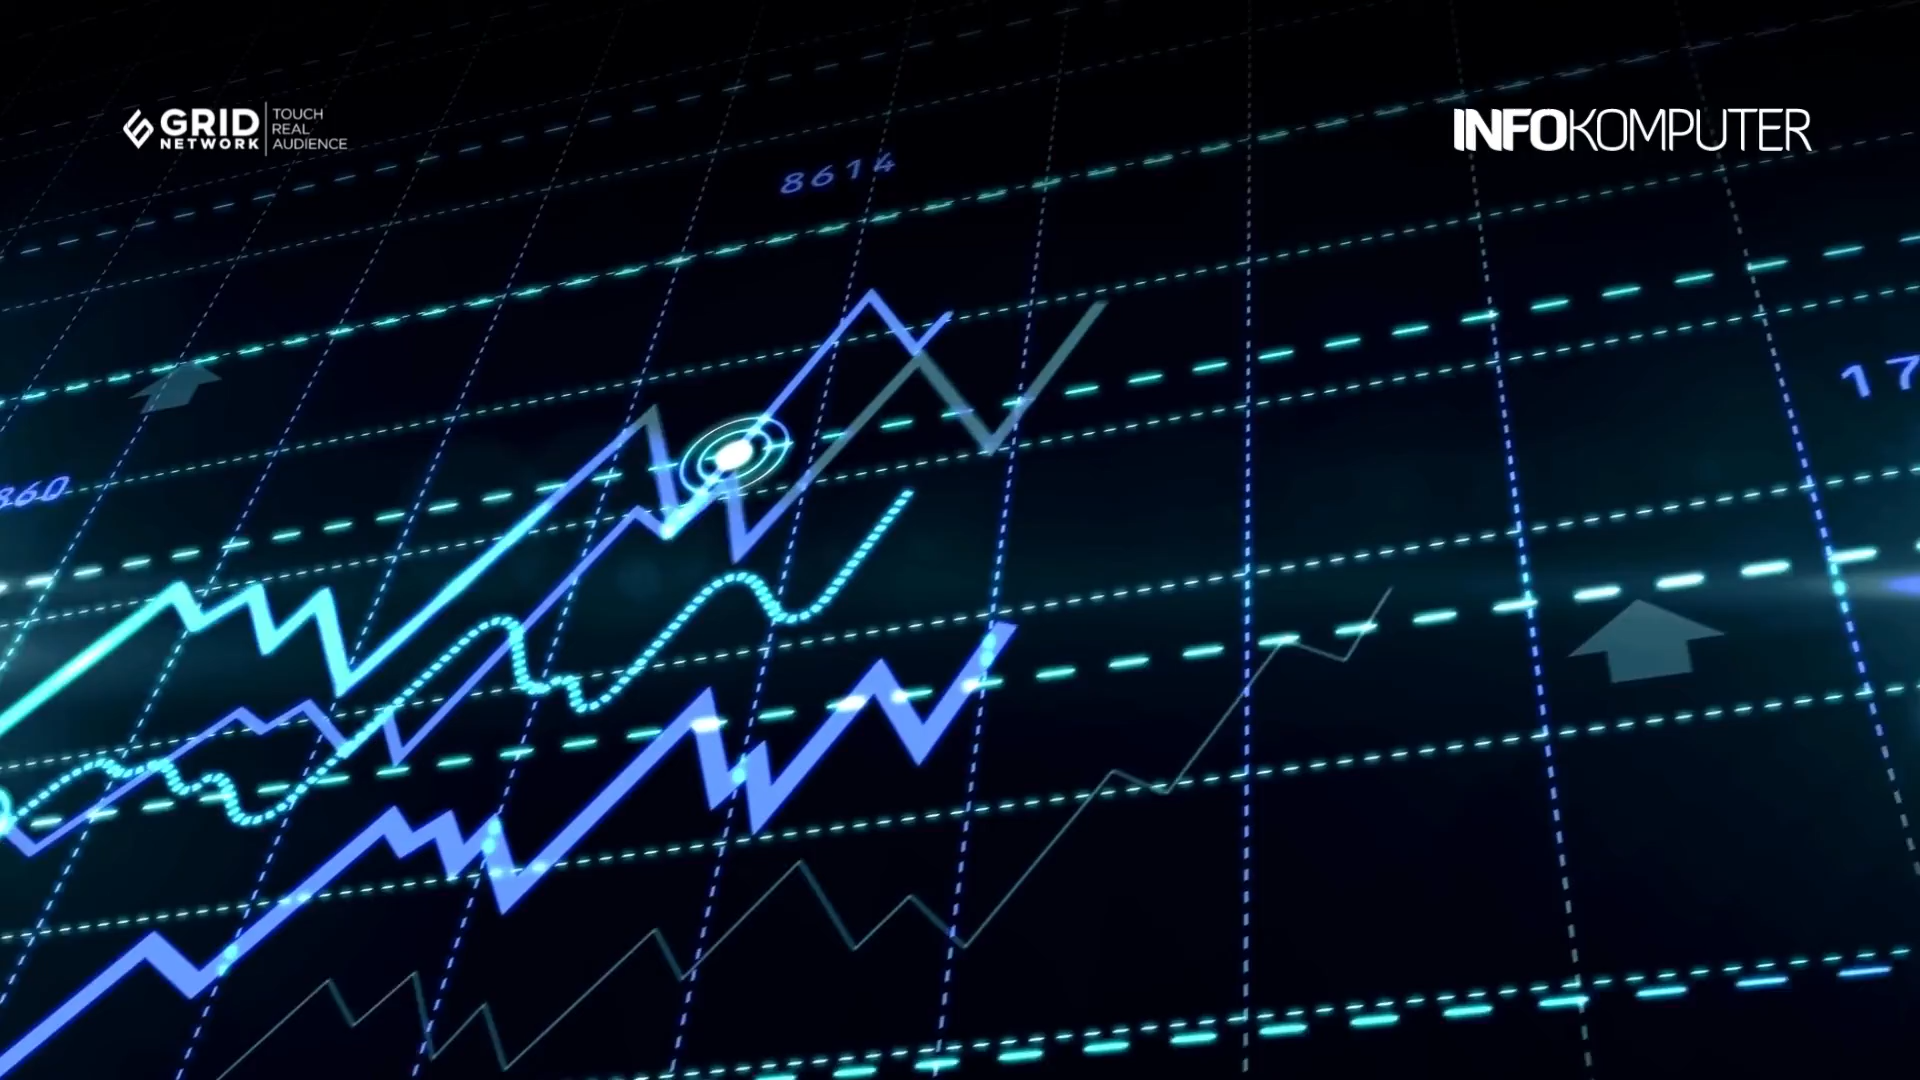 GRID
NETWORK
TOUCH
REAL
AUDIENCE
INFOKOMPUTER
8614
17
860